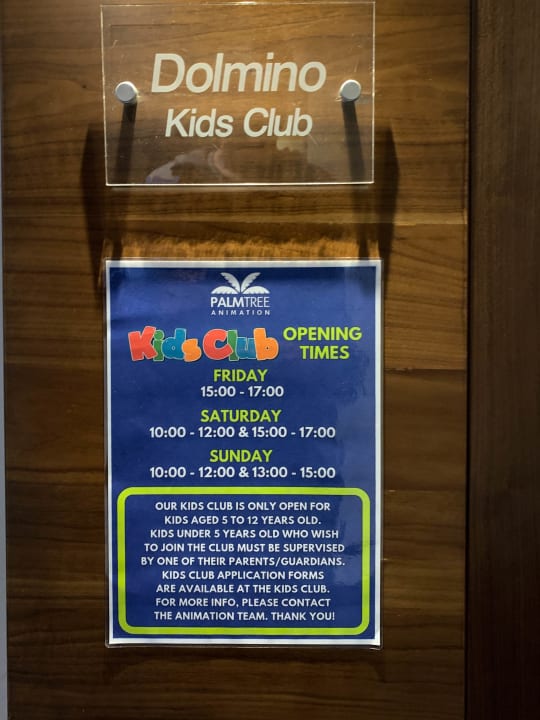 Dolmino
Kids Club
PALMTREE
ANIMATION
Kids Club OPENING
TIMES
FRIDAY
15:00 - 17:00
SATURDAY
10:00 - 12:00 & 15:00 - 17:00
SUNDAY
10:00 - 12:00 & 13:00 - 15:00
OUR KIDS CLUB IS ONLY OPEN FOR
KIDS AGED 5 TO 12 YEARS OLD.
KIDS UNDER 5 YEARS OLD WHO WISH
TO JOIN THE CLUB MUST BE SUPERVISED
BY ONE OF THEIR PARENTS/GUARDIANS.
KIDS CLUB APPLICATION FORMS
ARE AVAILABLE AT THE KIDS CLUB.
FOR MORE INFO, PLEASE CONTACT
THE ANIMATION TEAM. THANK YOU!